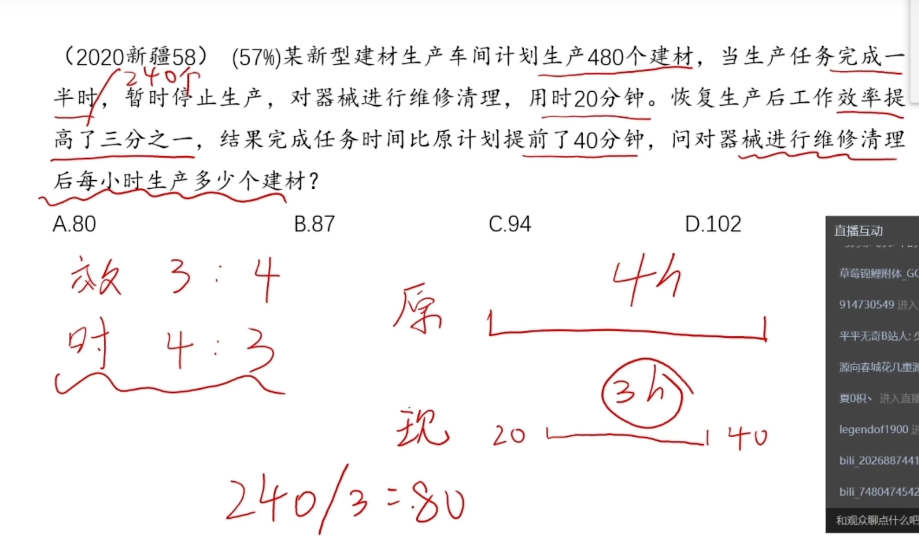 （2020新疆58）(57%)某新型建材生产车间计划生产480个建材，当生产任务完成一
240个
半时，暂时停止生产，对器械进行维修清理，用时20分钟。恢复生产后工作效率提
高了三分之一，结果完成任务时间比原计划提前了40分钟，问对器械进行维修清理
后每小时生产多少个建材？
A.80 B.87 C.94 D.102
效 3:4
时 4:3
原 4h
现 20 3h 40
240/3=80
直播互动
草莓锦鲤附体_GO
914730549 进入
平平无奇B站人:
源向春城花几重
夏0枳丶 进入直播
legendof1900
bili_2026887441
bili_7480474542
和观众聊点什么吧